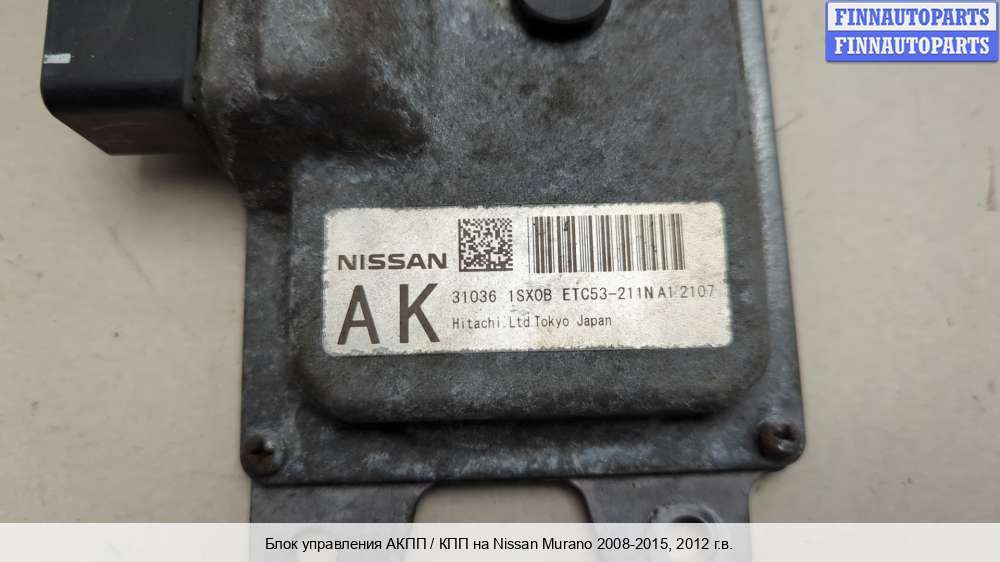 FINNAUTOPARTS
FINNAUTOPARTS
NISSAN
AK
31036 1SX0B ETC53-211N A1 2107
Hitachi.Ltd.Tokyo Japan
Блок управления АКПП / КПП на Nissan Murano 2008-2015, 2012 г.в.